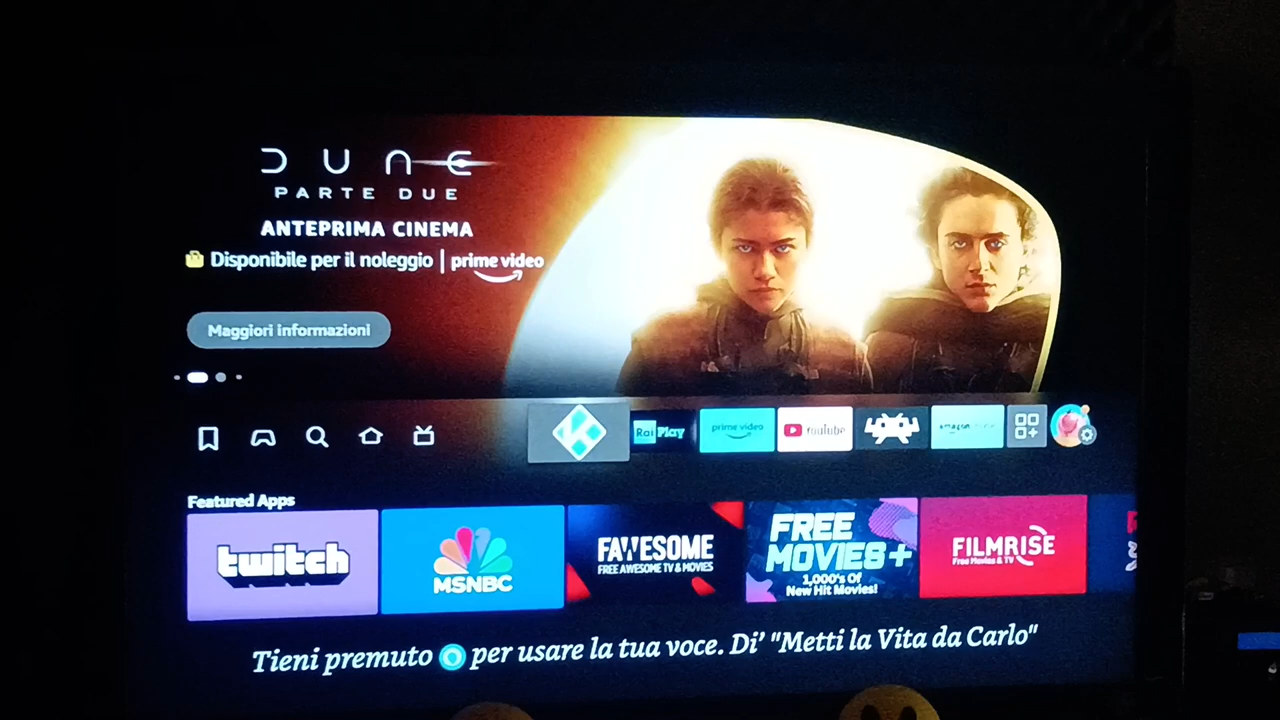 DUNE
PARTE DUE
ANTEPRIMA CINEMA
Disponibile per il noleggio | prime video
Maggiori informazioni
Rai Play
prime video
YouTube
amazon
Featured Apps
twitch
MSNBC
FAWESOME
FREE AWESOME TV & MOVIES
FREE
MOVIES+
1,000's Of
New Hit Movies!
FILMRISE
Free Movies & TV
Tieni premuto per usare la tua voce. Di' "Metti la Vita da Carlo"